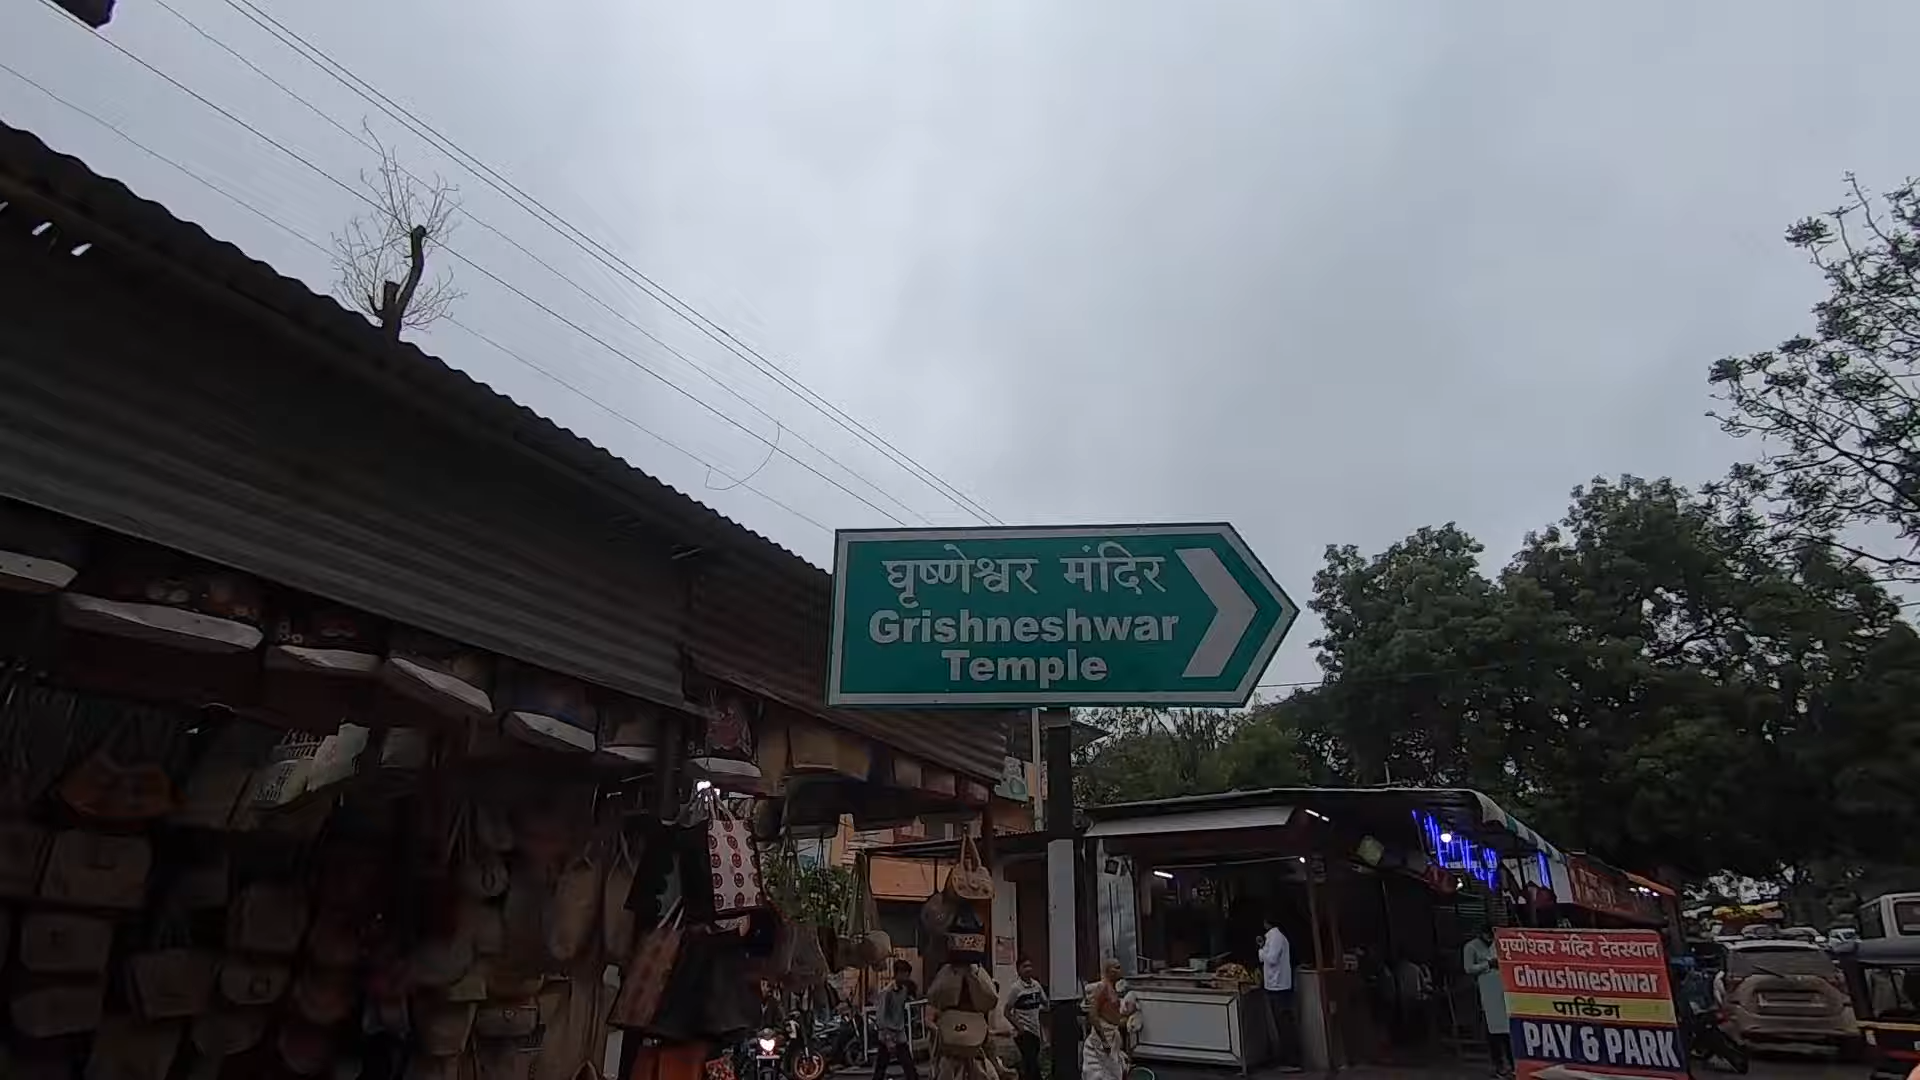 घृष्णेश्वर मंदिर
Grishneshwar
Temple
घृष्णेश्वर मंदिर देवस्थान
Ghrushneshwar
पार्किंग
PAY & PARK